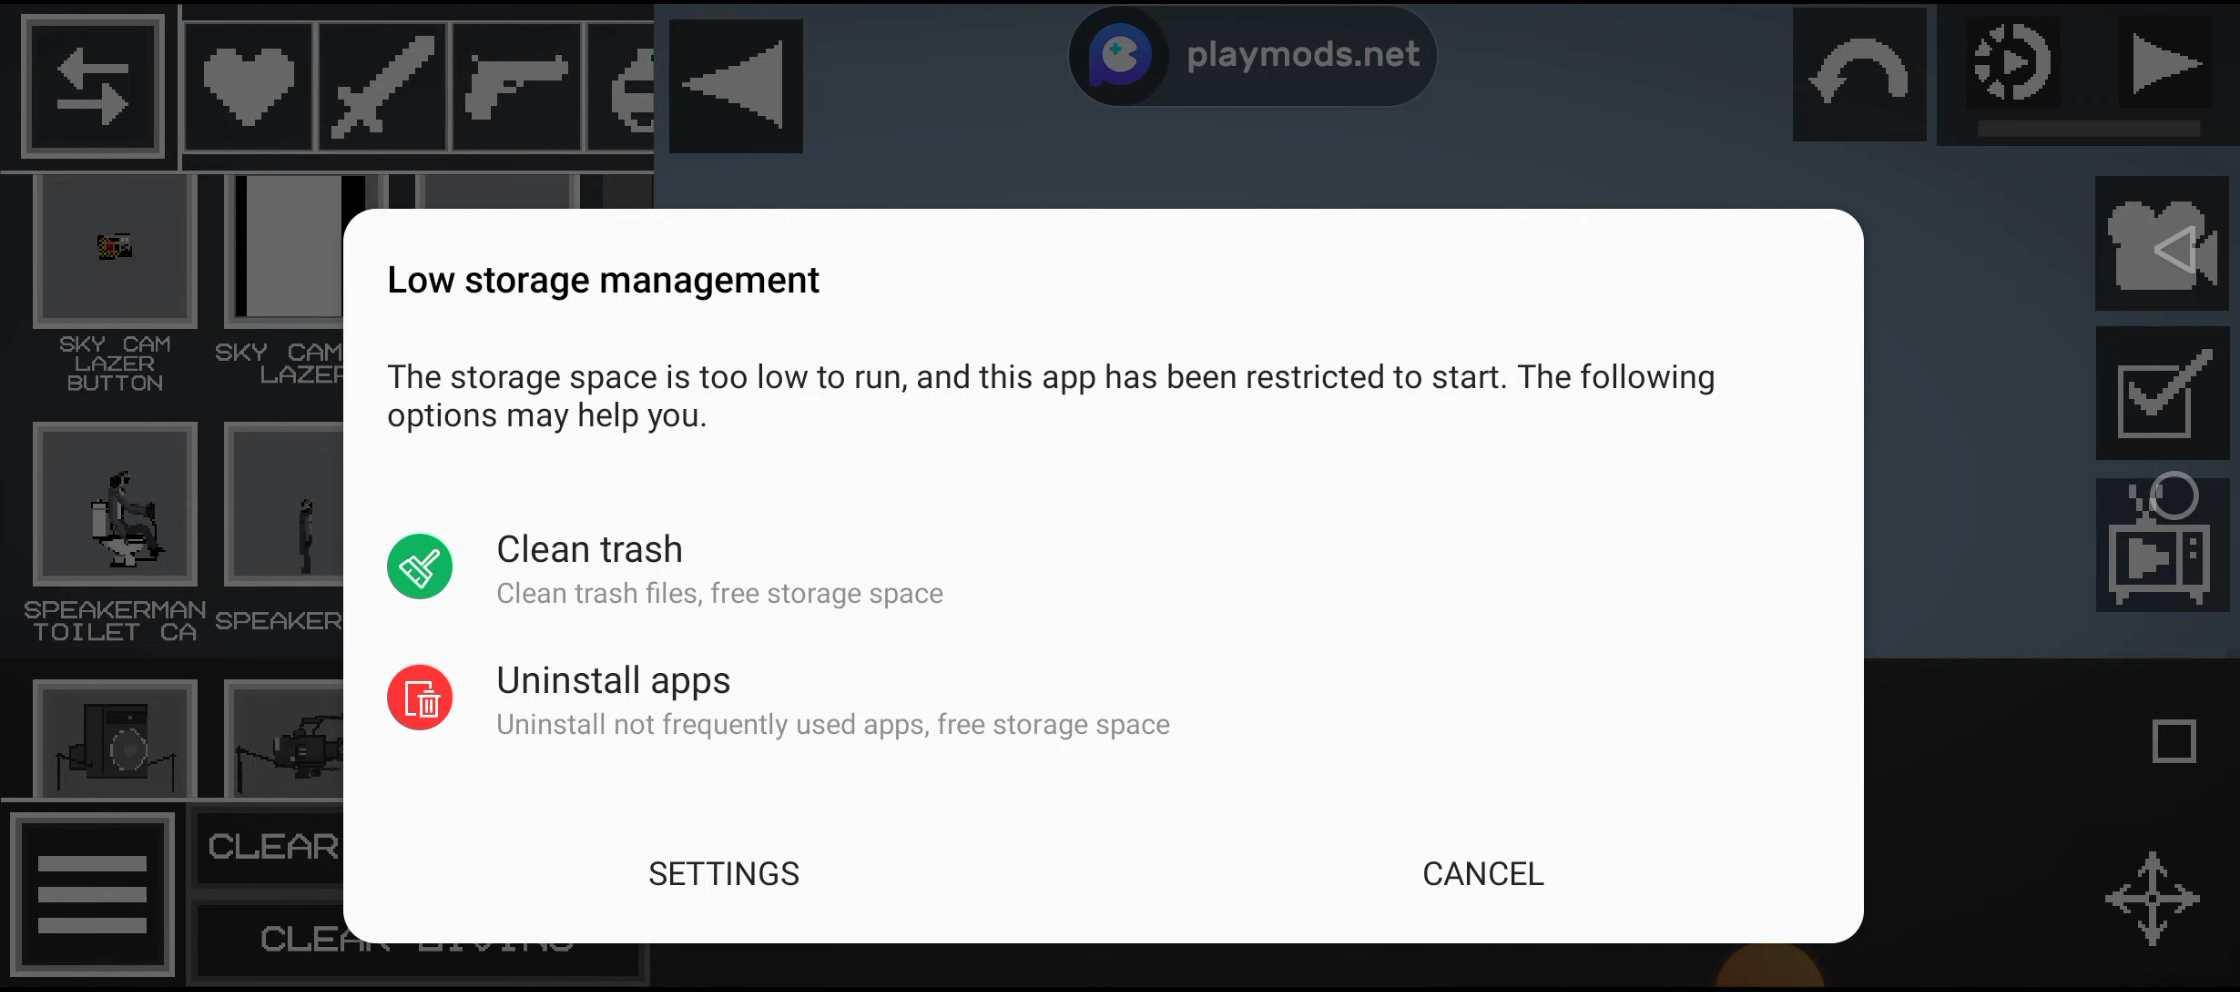 playmods.net
SKY CAM
LAZER
BUTTON
SKY CAM
LAZER
SPEAKERMAN
TOILET CA
SPEAKER
CLEAR
CLEAR LIVING
Low storage management
The storage space is too low to run, and this app has been restricted to start. The following
options may help you.
Clean trash
Clean trash files, free storage space
Uninstall apps
Uninstall not frequently used apps, free storage space
SETTINGS
CANCEL